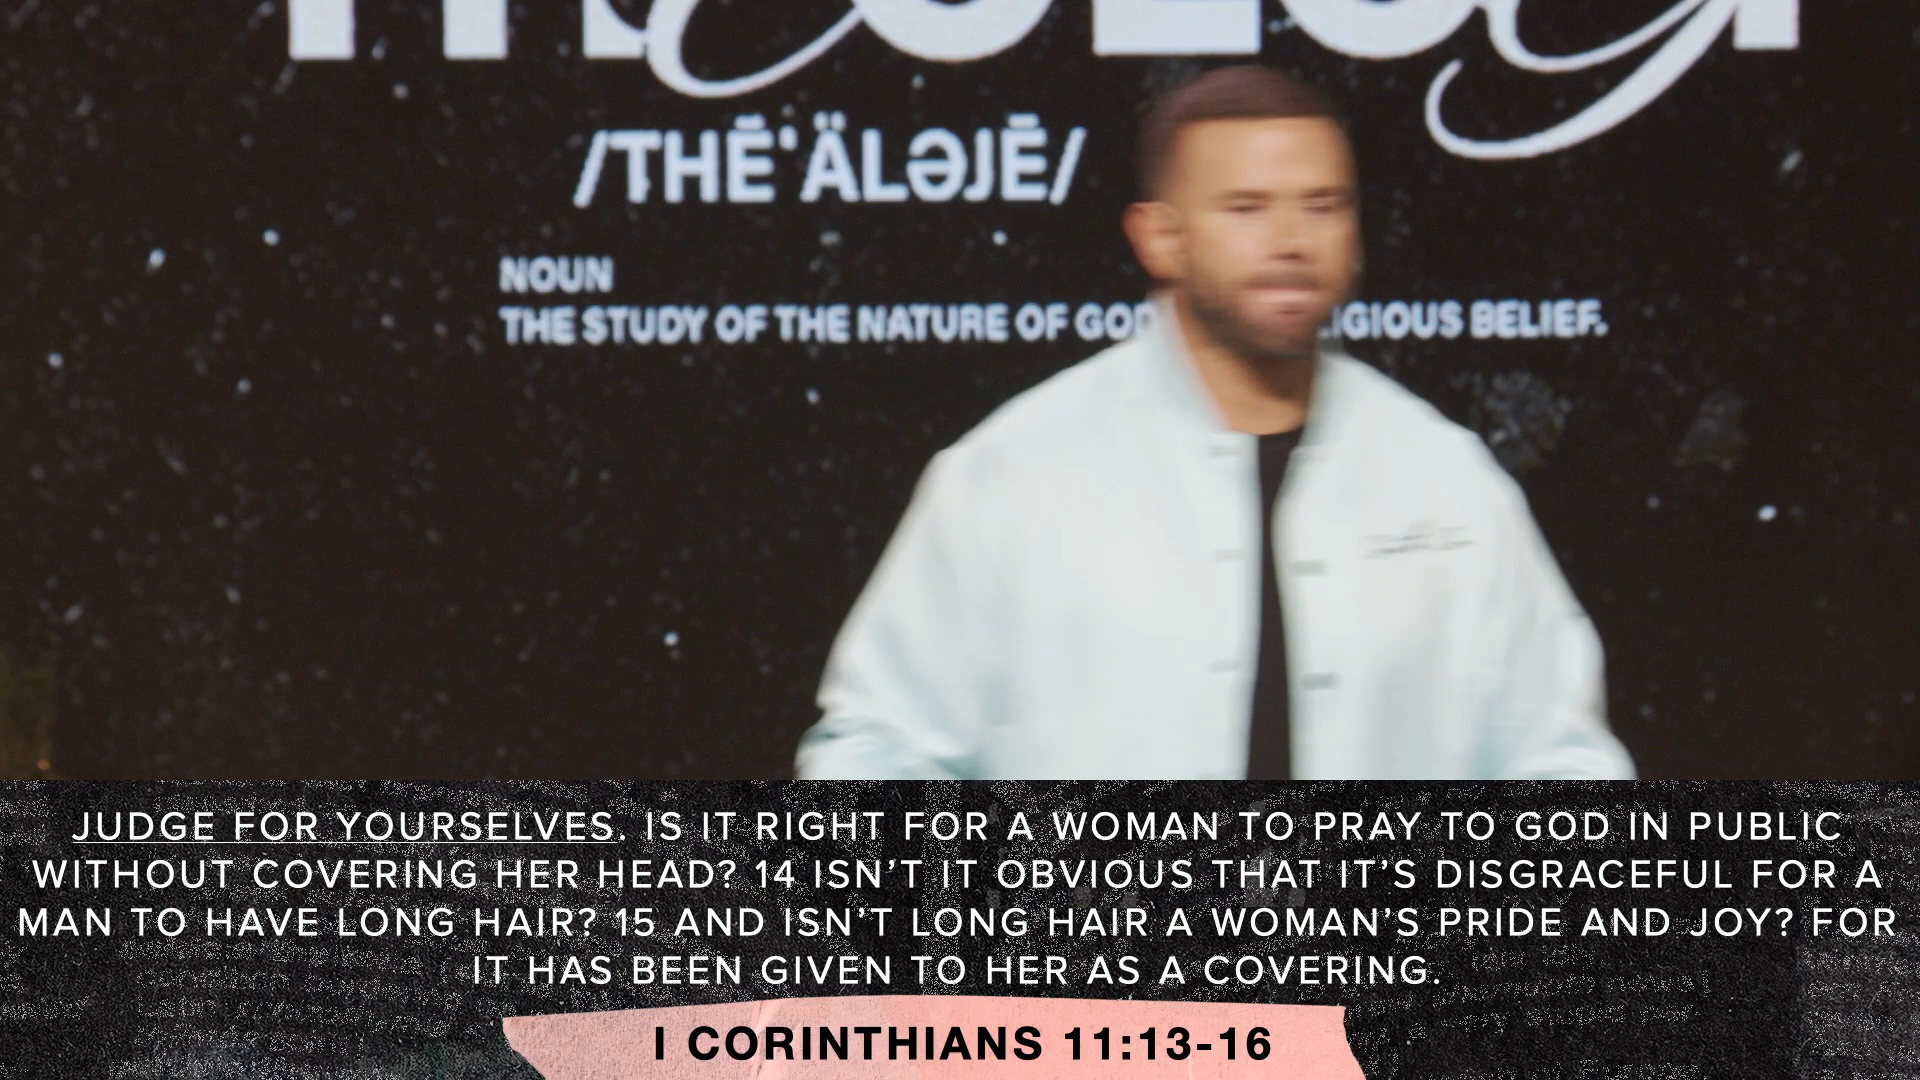 THEOLOGY
/THĒˈÄLƏJĒ/
NOUN
THE STUDY OF THE NATURE OF GOD IGIOUS BELIEF.
JUDGE FOR YOURSELVES. IS IT RIGHT FOR A WOMAN TO PRAY TO GOD IN PUBLIC
WITHOUT COVERING HER HEAD? 14 ISN’T IT OBVIOUS THAT IT’S DISGRACEFUL FOR A
MAN TO HAVE LONG HAIR? 15 AND ISN’T LONG HAIR A WOMAN’S PRIDE AND JOY? FOR
IT HAS BEEN GIVEN TO HER AS A COVERING.
I CORINTHIANS 11:13-16